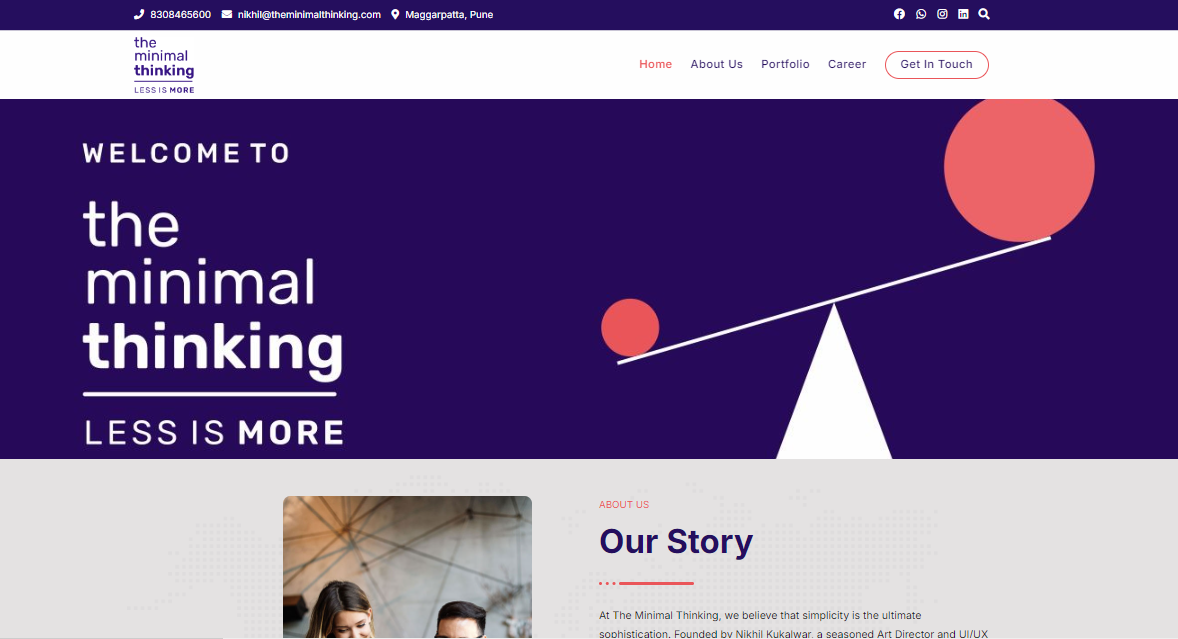 8308465600 nikhil@theminimalthinking.com Maggarpatta, Pune
the
minimal
thinking
LESS IS MORE
Home About Us Portfolio Career Get In Touch
WELCOME TO
the
minimal
thinking
LESS IS MORE
ABOUT US
Our Story
At The Minimal Thinking, we believe that simplicity is the ultimate
sophistication. Founded by Nikhil Kukalwar, a seasoned Art Director and UI/UX